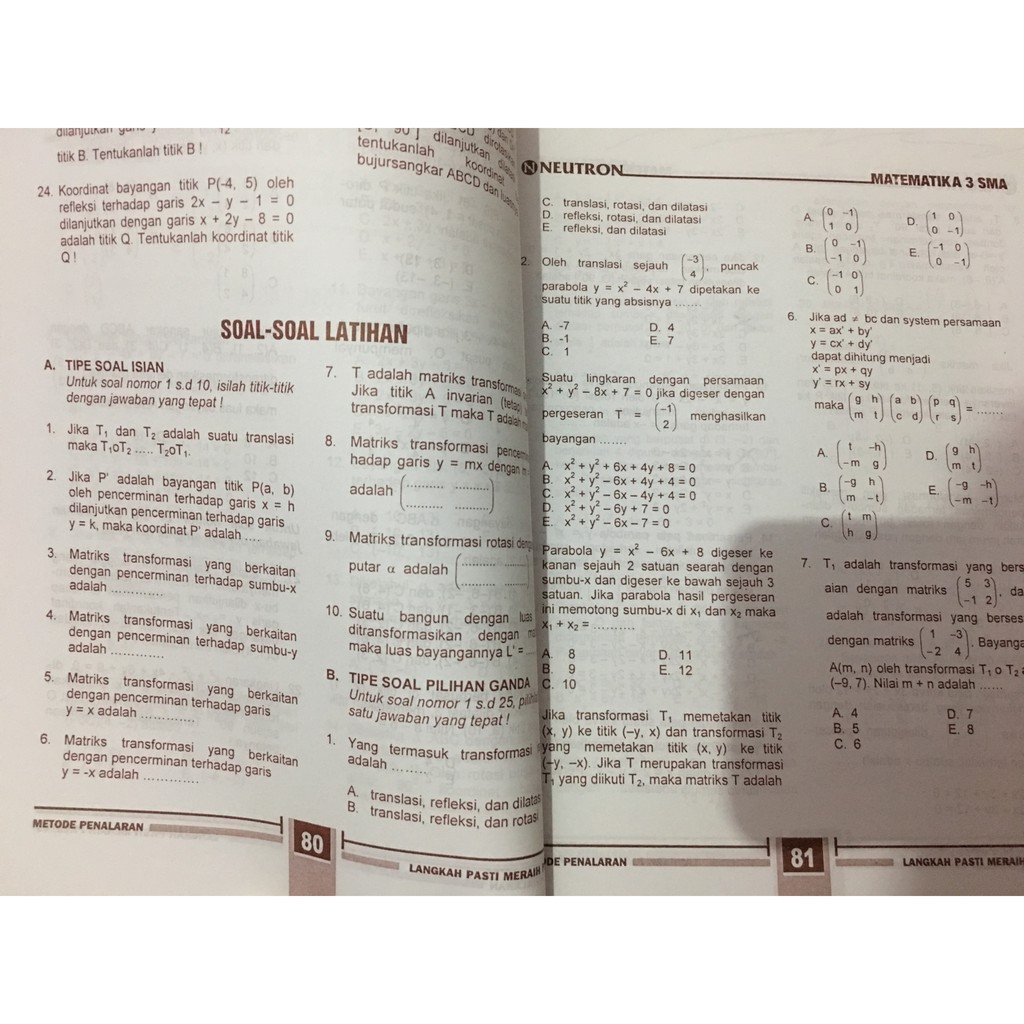 titik B. Tentukanlah titik B !
24. Koordinat bayangan titik P(-4, 5) oleh
refleksi terhadap garis 2x – y – 1 = 0
dilanjutkan dengan garis x + 2y – 8 = 0
adalah titik Q. Tentukanlah koordinat titik
Q !
dilanjutkan
tentukanlah koordinat
bujursangkar ABCD dan
SOAL-SOAL LATIHAN
A. TIPE SOAL ISIAN
Untuk soal nomor 1 s.d 10, isilah titik-titik
dengan jawaban yang tepat !
1. Jika T₁ dan T₂ adalah suatu translasi
maka T₁oT₂ ..... T₂oT₁.
2. Jika P' adalah bayangan titik P(a, b)
oleh pencerminan terhadap garis x = h
dilanjutkan pencerminan terhadap garis
y = k, maka koordinat P' adalah ....
3. Matriks transformasi yang berkaitan
dengan pencerminan terhadap sumbu-x
adalah .............
4. Matriks transformasi yang berkaitan
dengan pencerminan terhadap sumbu-y
adalah .............
5. Matriks transformasi yang berkaitan
dengan pencerminan terhadap garis
y = x adalah .............
6. Matriks transformasi yang berkaitan
dengan pencerminan terhadap garis
y = -x adalah .............
7. T adalah matriks transformasi
Jika titik A invarian (tetap)
transformasi T maka T adalah
8. Matriks transformasi
hadap garis y = mx dengan
adalah (.......... ..........)
(.......... ..........)
9. Matriks transformasi rotasi
putar α adalah (.......... ..........)
(.......... ..........)
10. Suatu bangun dengan luas
ditransformasikan dengan
maka luas bayangannya L' =
B. TIPE SOAL PILIHAN GANDA
Untuk soal nomor 1 s.d 25,
satu jawaban yang tepat !
1. Yang termasuk transformasi
adalah ........
A. translasi, refleksi, dan dilatasi
B. translasi, refleksi, dan rotasi
METODE PENALARAN
80
LANGKAH PASTI MERAIH
N NEUTRON
MATEMATIKA 3 SMA
C. translasi, rotasi, dan dilatasi
D. refleksi, rotasi, dan dilatasi
E. refleksi, dan dilatasi
2. Oleh translasi sejauh (–3 4), puncak
parabola y = x² – 4x + 7 dipetakan ke
suatu titik yang absisnya .......
A. -7 D. 4
B. -1 E. 7
C. 1
Suatu lingkaran dengan persamaan
x² + y² – 8x + 7 = 0 jika digeser dengan
pergeseran T = (–1 2) menghasilkan
bayangan .......
A. x² + y² + 6x + 4y + 8 = 0
B. x² + y² – 6x + 4y + 4 = 0
C. x² + y² – 6x – 4y + 4 = 0
D. x² + y² – 6y + 7 = 0
E. x² + y² – 6x – 7 = 0
Parabola y = x² – 6x + 8 digeser ke
kanan sejauh 2 satuan searah dengan
sumbu-x dan digeser ke bawah sejauh 3
satuan. Jika parabola hasil pergeseran
ini memotong sumbu-x di x₁ dan x₂ maka
x₁ + x₂ = ..........
A. 8 D. 11
B. 9 E. 12
C. 10
Jika transformasi T₁ memetakan titik
(x, y) ke titik (–y, x) dan transformasi T₂
yang memetakan titik (x, y) ke titik
(–y, –x). Jika T merupakan transformasi
T₁ yang diikuti T₂, maka matriks T adalah
A. (0 –1 D. (1 0
1 0) 0 –1)
B. (0 –1 E. (–1 0
–1 0) 0 –1)
C. (–1 0
0 1)
6. Jika ad ≠ bc dan system persamaan
x = ax' + by'
y = cx' + dy'
dapat dihitung menjadi
x' = px + qy
y' = rx + sy
maka (g h (a b (p q
m t) c d) r s) = .......
A. (t –h D. (g h
–m g) m t)
B. (–g h E. (–g –h
m –t) –m –t)
C. (t m
h g)
7. T₁ adalah transformasi yang
aian dengan matriks (5 3
–1 2),
adalah transformasi yang
dengan matriks (1 –3
–2 4).
A(m, n) oleh transformasi T₁ o T₂
(–9, 7). Nilai m + n adalah ......
A. 4 D. 7
B. 5 E. 8
C. 6
PENALARAN
81
LANGKAH PASTI MERAIH